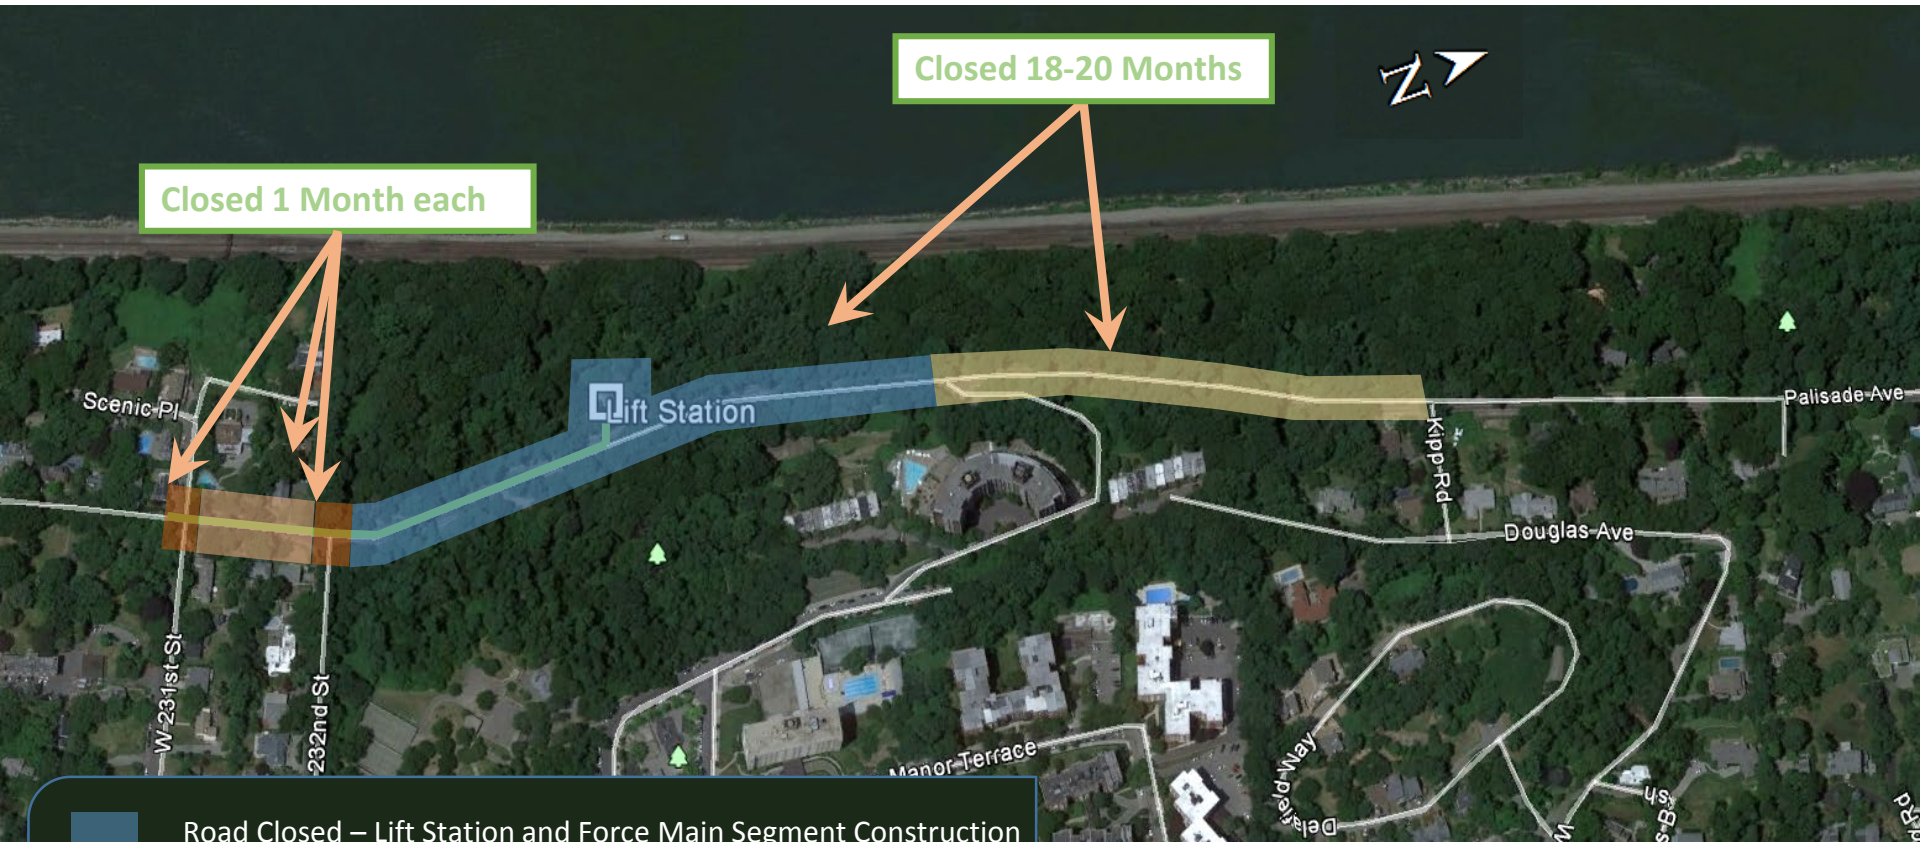 Closed 18-20 Months
N
Closed 1 Month each
Scenic Pl
Lift Station
Palisade Ave
Kipp Rd
Douglas Ave
W 231st St
232nd St
Manor Terrace
Delafield Way
Rd
Road Closed – Lift Station and Force Main Segment Construction